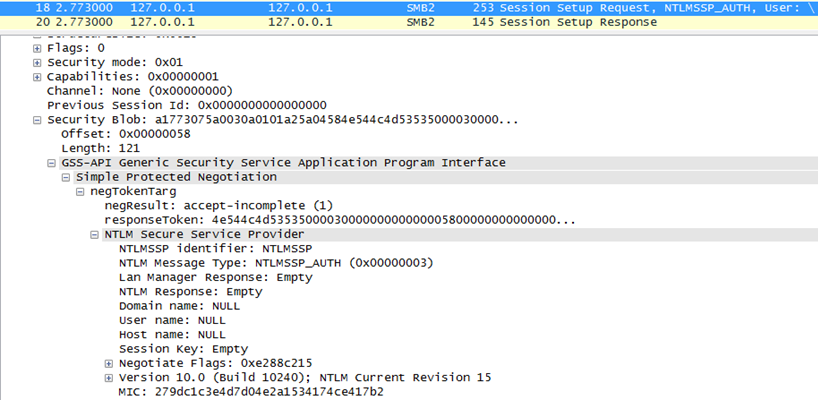 18 2.773000 127.0.0.1 127.0.0.1 SMB2 253 Session Setup Request, NTLMSSP_AUTH, User: \
20 2.773000 127.0.0.1 127.0.0.1 SMB2 145 Session Setup Response
Flags: 0
Security mode: 0x01
Capabilities: 0x00000001
Channel: None (0x00000000)
Previous Session Id: 0x0000000000000000
Security Blob: a1773075a0030a0101a25a04584e544c4d53535000030000...
Offset: 0x00000058
Length: 121
GSS-API Generic Security Service Application Program Interface
Simple Protected Negotiation
negTokenTarg
negResult: accept-incomplete (1)
responseToken: 4e544c4d53535000030000000000000058000000000000000...
NTLM Secure Service Provider
NTLMSSP identifier: NTLMSSP
NTLM Message Type: NTLMSSP_AUTH (0x00000003)
Lan Manager Response: Empty
NTLM Response: Empty
Domain name: NULL
User name: NULL
Host name: NULL
Session Key: Empty
Negotiate Flags: 0xe288c215
Version 10.0 (Build 10240); NTLM Current Revision 15
MIC: 279dc1c3e4d7d04e2a1534174ce417b2